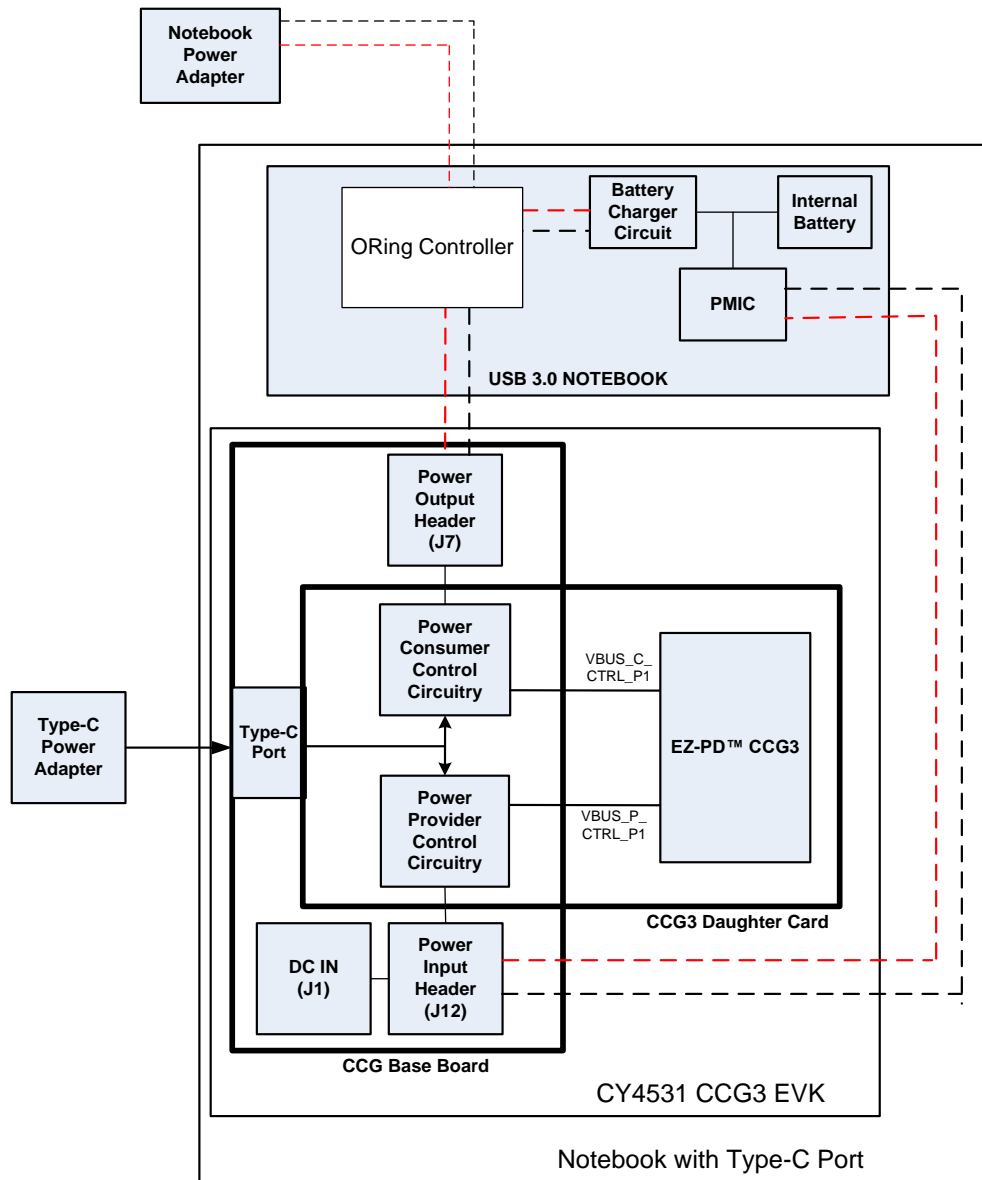 Notebook
Power
Adapter
ORing Controller
Battery
Charger
Circuit
Internal
Battery
PMIC
USB 3.0 NOTEBOOK
Power
Output
Header
(J7)
Power
Consumer
Control
Circuitry
VBUS_C_
CTRL_P1
Type-C
Power
Adapter
Type-C
Port
EZ-PD™ CCG3
Power
Provider
Control
Circuitry
VBUS_P_
CTRL_P1
CCG3 Daughter Card
DC IN
(J1)
Power
Input
Header
(J12)
CCG Base Board
CY4531 CCG3 EVK
Notebook with Type-C Port